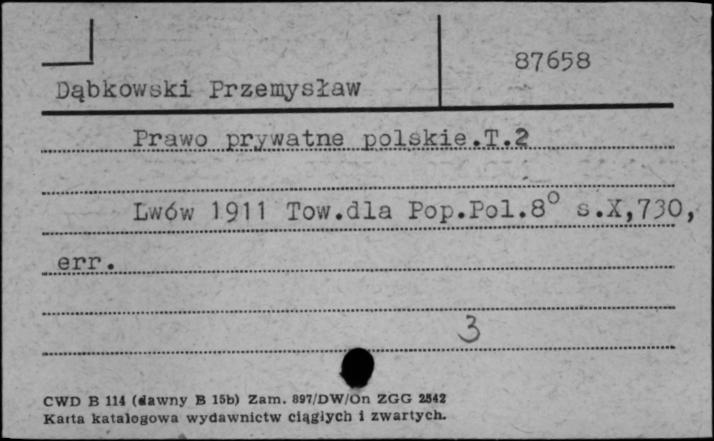 87658
Dąbkowski Przemysław
Prawo prywatne polskie.T.2
Lwów 1911 Tow.dla Pop.Pol.8° s.X,730,
err.
3
CWD B 114 (dawny B 15b) Zam. 897/DW/On ZGG 2542
Karta katalogowa wydawnictw ciągłych i zwartych.